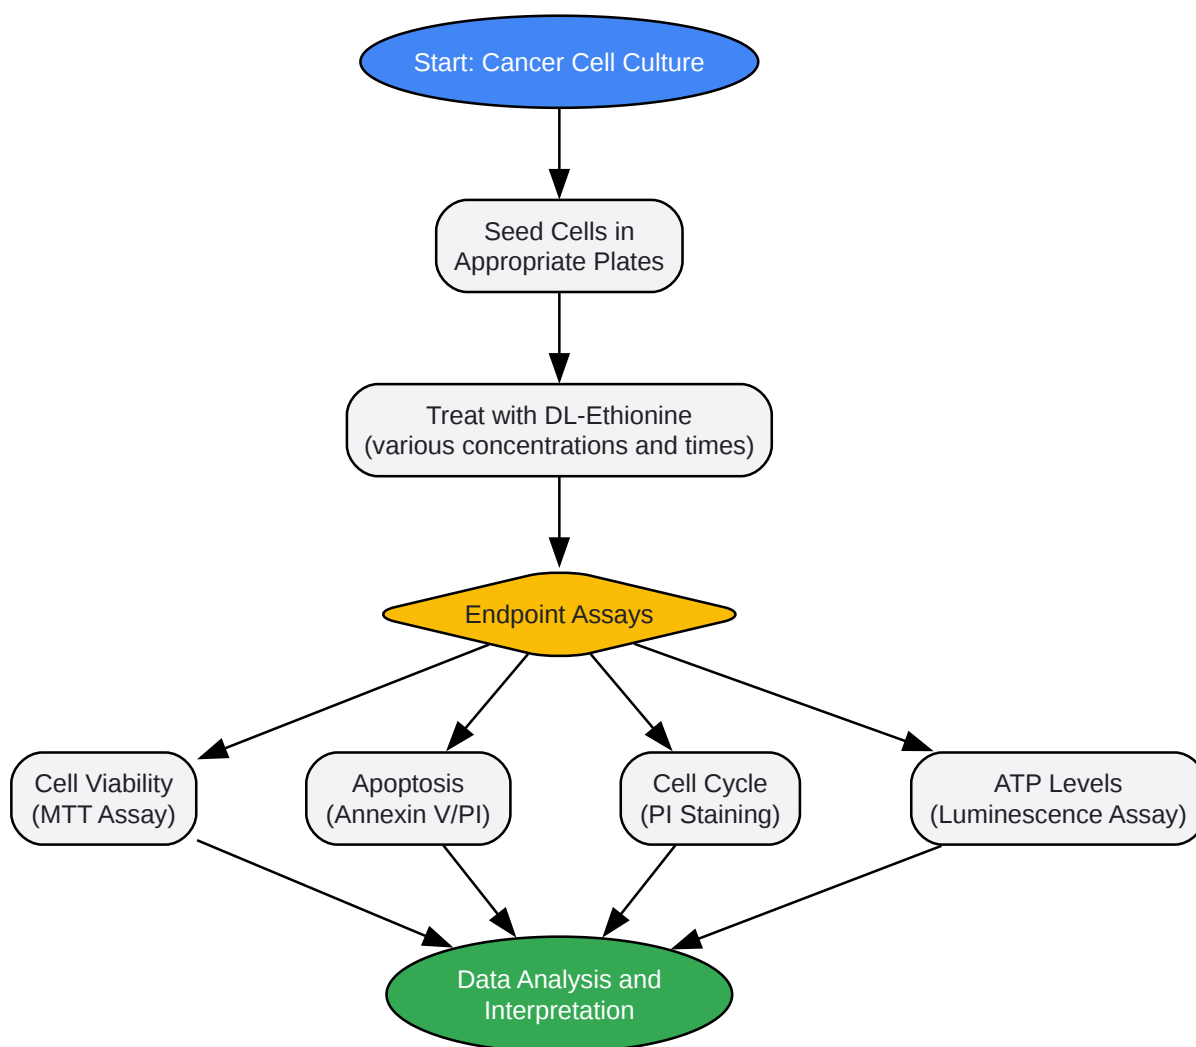 Start: Cancer Cell Culture
Seed Cells in
Appropriate Plates
Treat with DL-Ethionine
(various concentrations and times)
Endpoint Assays
Cell Viability
(MTT Assay)
Apoptosis
(Annexin V/PI)
Cell Cycle
(PI Staining)
ATP Levels
(Luminescence Assay)
Data Analysis and
Interpretation